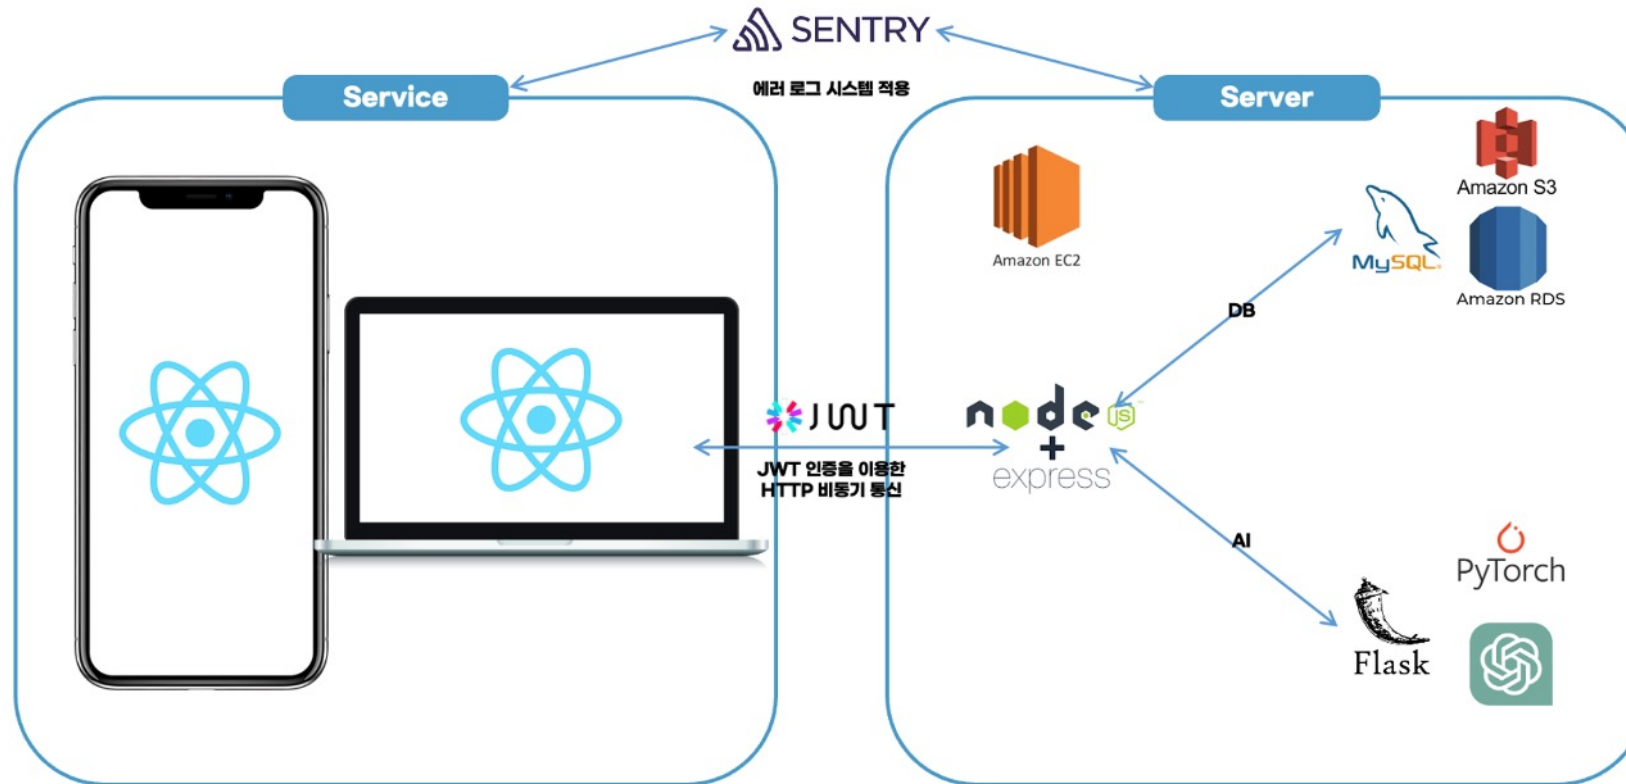 SENTRY
에러 로그 시스템 적용
Service
Server
Amazon S3
Amazon EC2
MySQL
Amazon RDS
DB
JWT
node
JS
+
express
JWT 인증을 이용한
HTTP 비동기 통신
AI
PyTorch
Flask